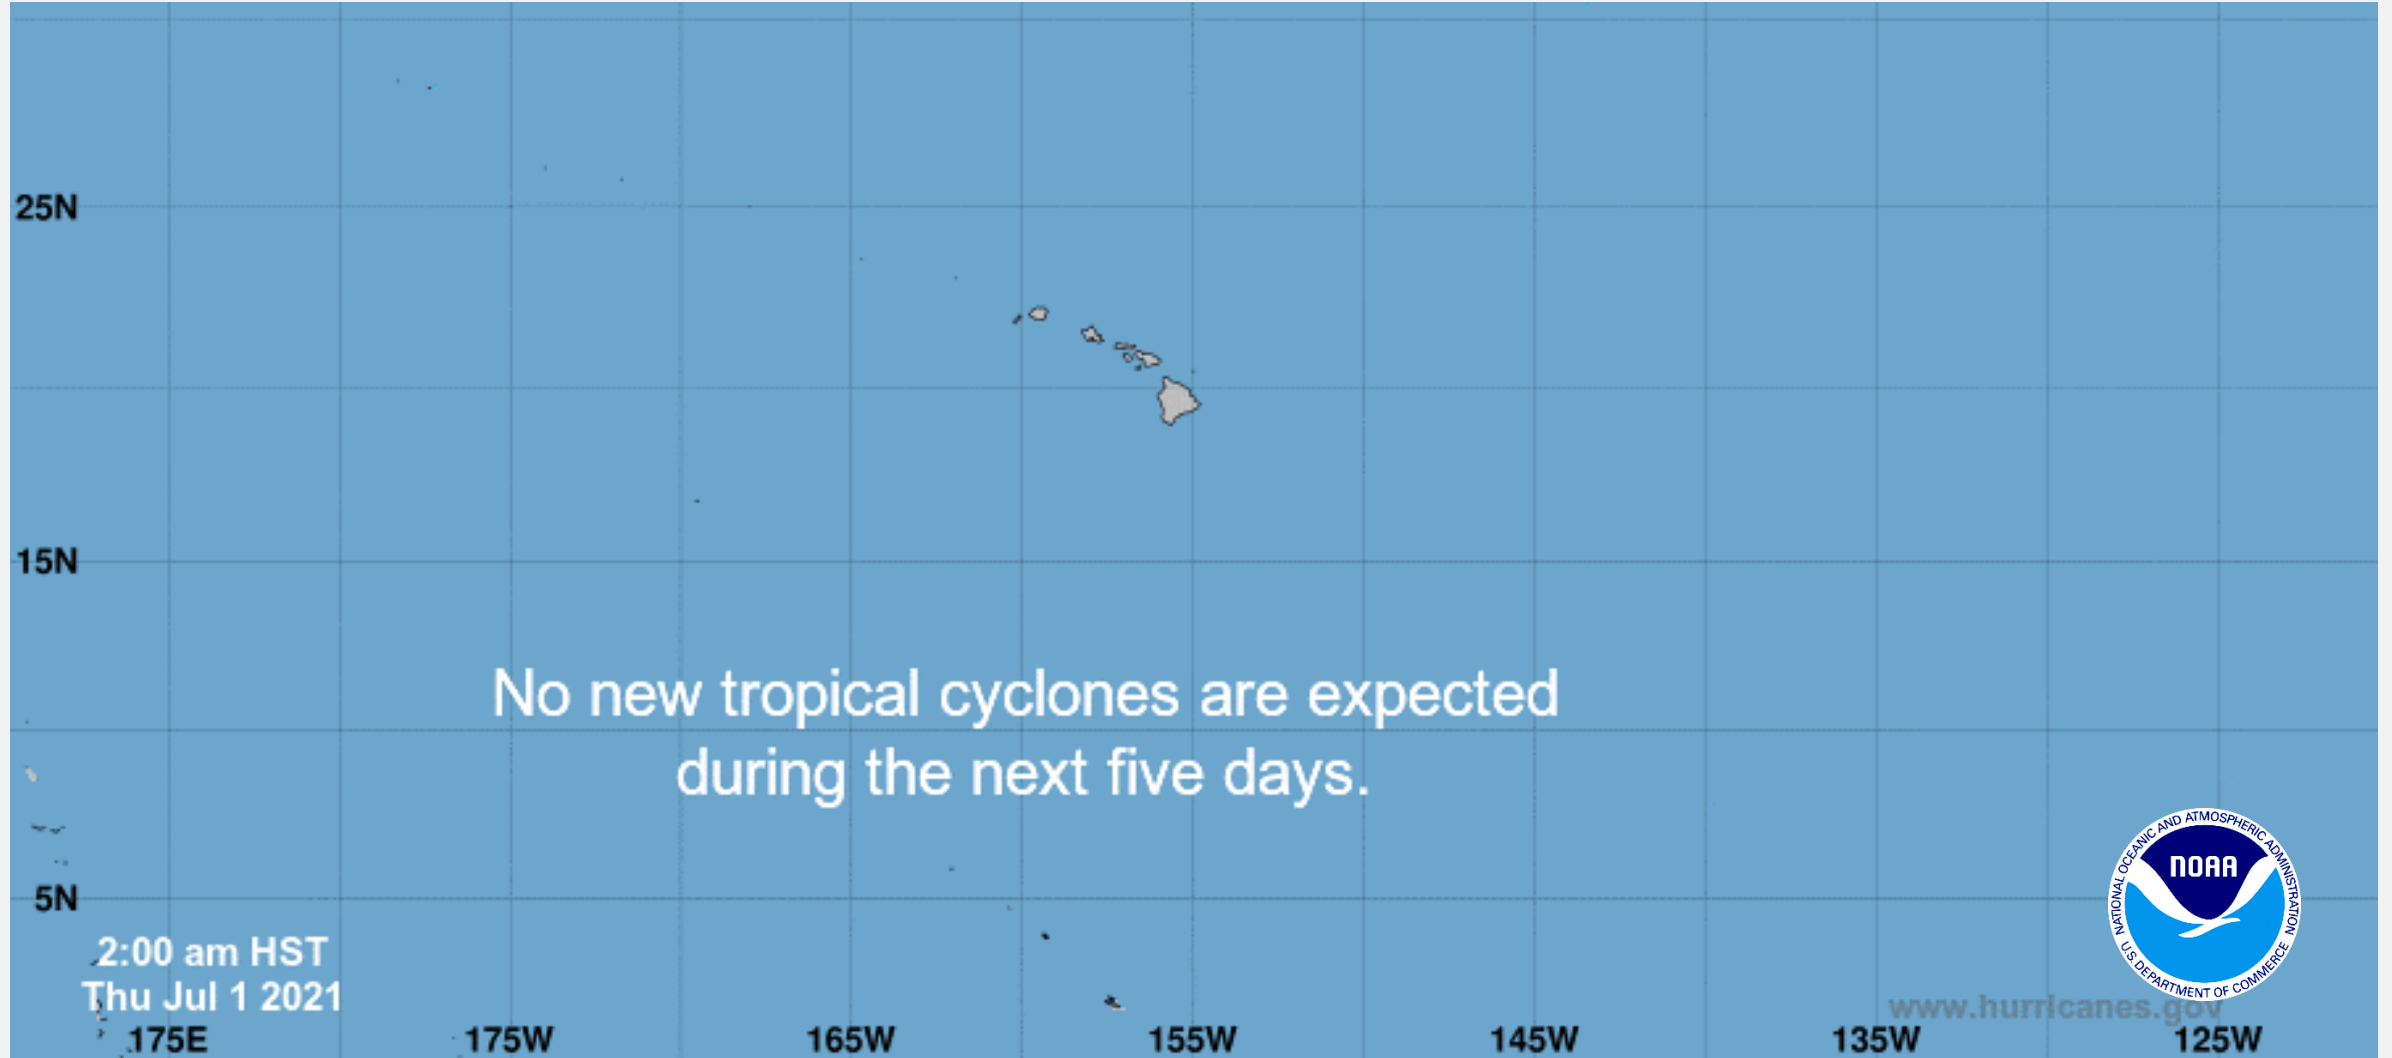 25N
15N
No new tropical cyclones are expected
during the next five days.
5N
2:00 am HST
Thu Jul 1 2021
NATIONAL OCEANIC AND ATMOSPHERIC ADMINISTRATION
NOAA
U.S. DEPARTMENT OF COMMERCE
www.hurricanes.gov
175E 175W 165W 155W 145W 135W 125W